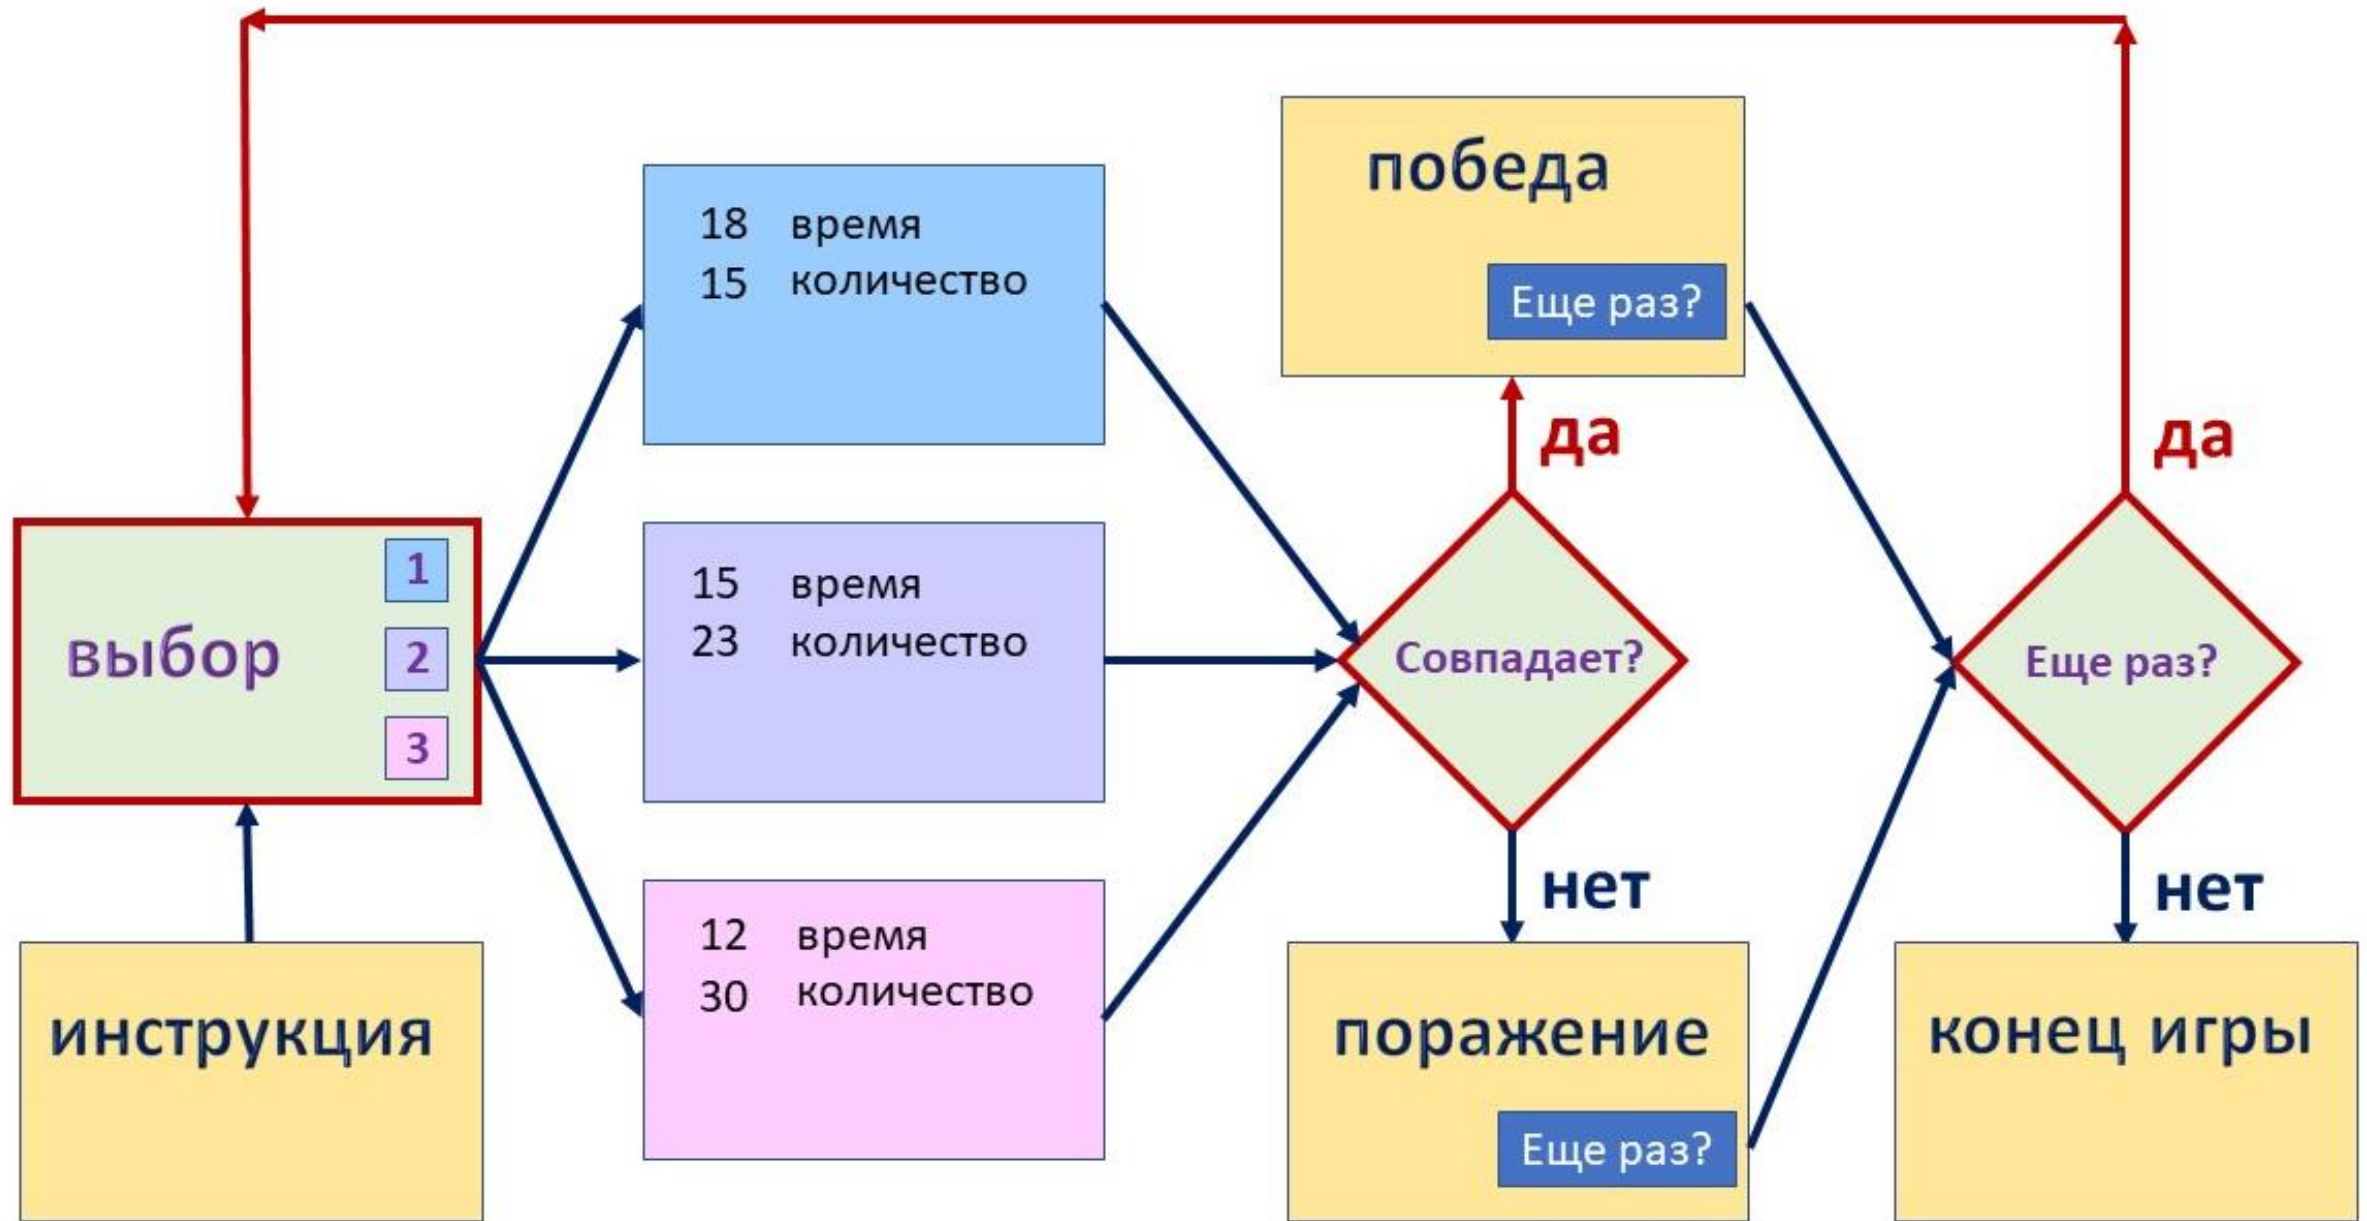 инструкция
выбор
1
2
3
18 время
15 количество
15 время
23 количество
12 время
30 количество
Совпадает?
да
победа
Еще раз?
нет
поражение
Еще раз?
Еще раз?
да
нет
конец игры